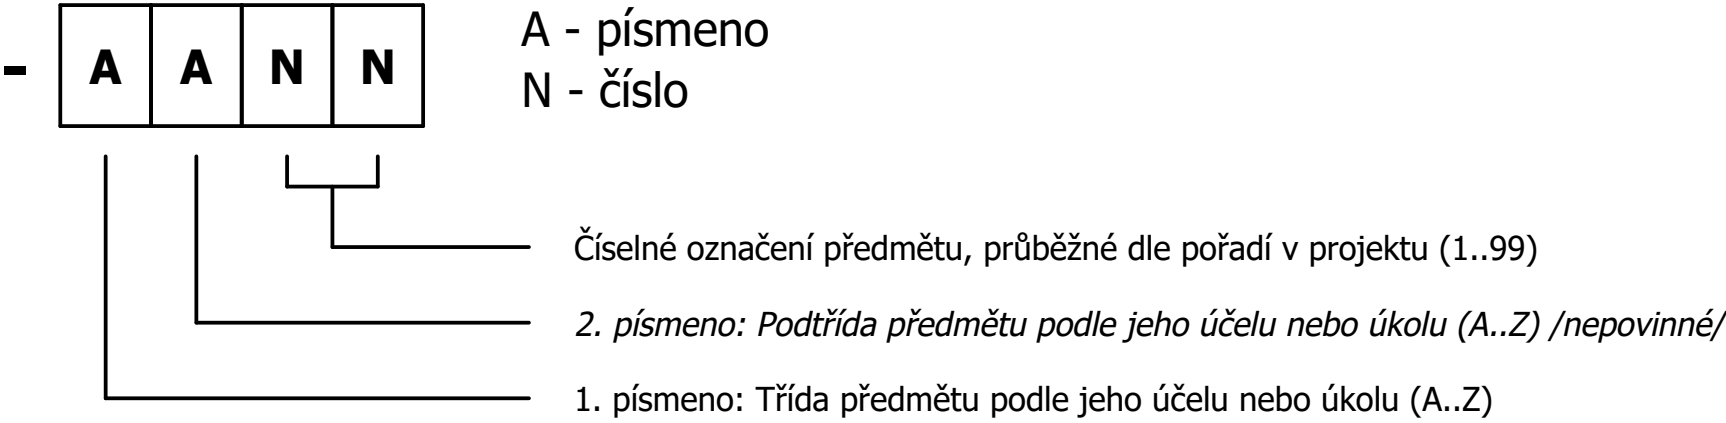 - A A N N
A - písmeno
N - číslo
Číselné označení předmětu, průběžné dle pořadí v projektu (1..99)
2. písmeno: Podtřída předmětu podle jeho účelu nebo úkolu (A..Z) /nepovinné/
1. písmeno: Třída předmětu podle jeho účelu nebo úkolu (A..Z)